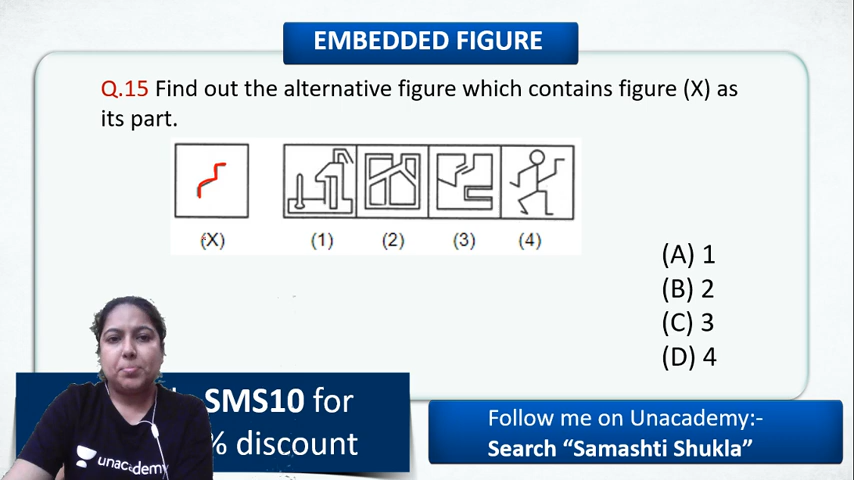 EMBEDDED FIGURE
Q.15 Find out the alternative figure which contains figure (X) as
its part.
(X) (1) (2) (3) (4)
(A) 1
(B) 2
(C) 3
(D) 4
SMS10 for
% discount
unacademy
Follow me on Unacademy:-
Search “Samashti Shukla”